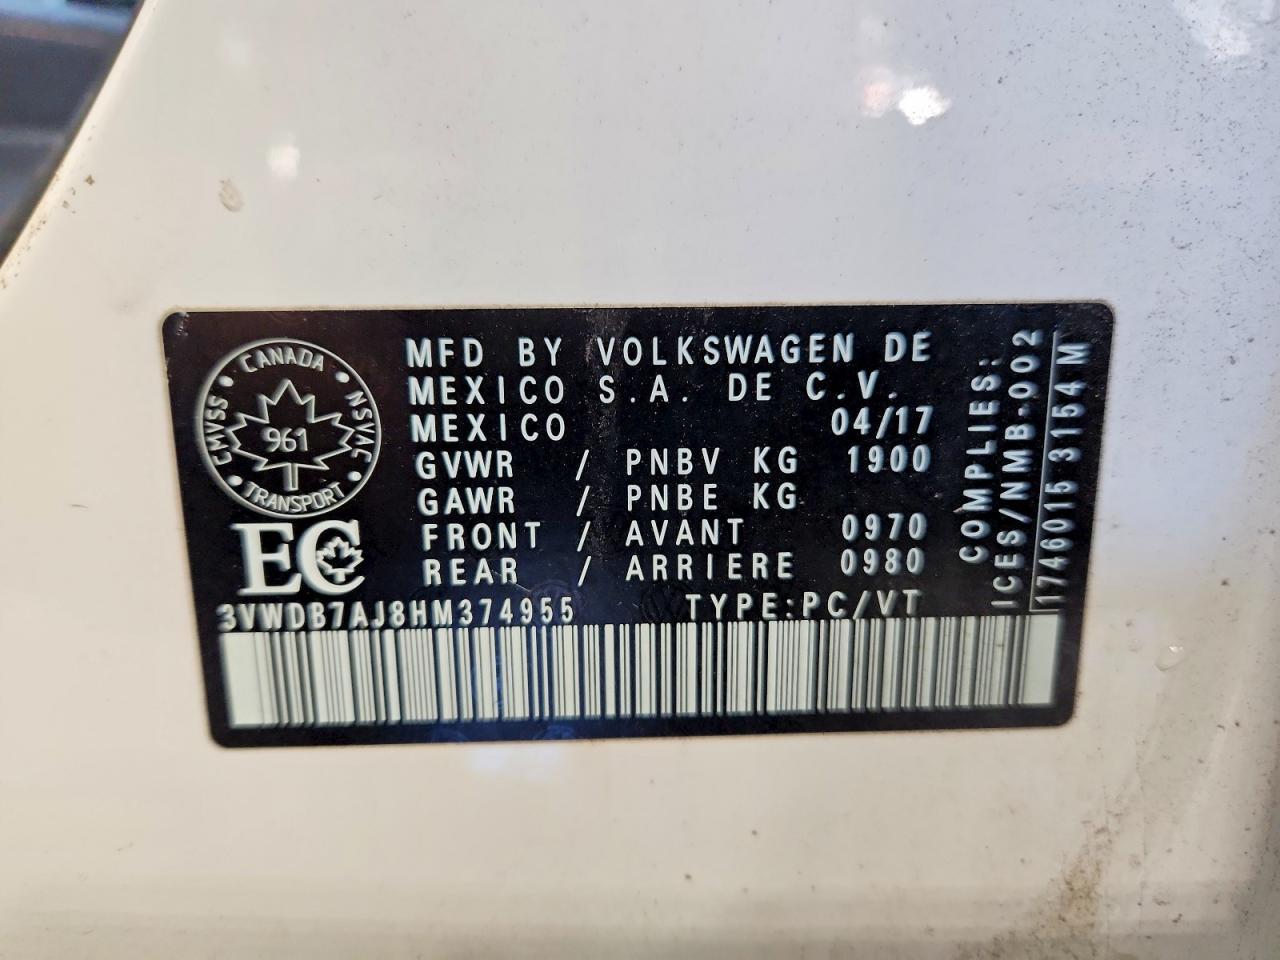 CANADA
CMVSS • NSVAC
961
TRANSPORT
EC
MFD BY VOLKSWAGEN DE
MEXICO S.A. DE C.V.
MEXICO 04/17
GVWR / PNBV KG 1900
GAWR / PNBE KG
FRONT / AVANT 0970
REAR / ARRIERE 0980
3VWDB7AJ8HM374955 TYPE:PC/VT
COMPLIES:
ICES/NMB-002
1746015 3154 M